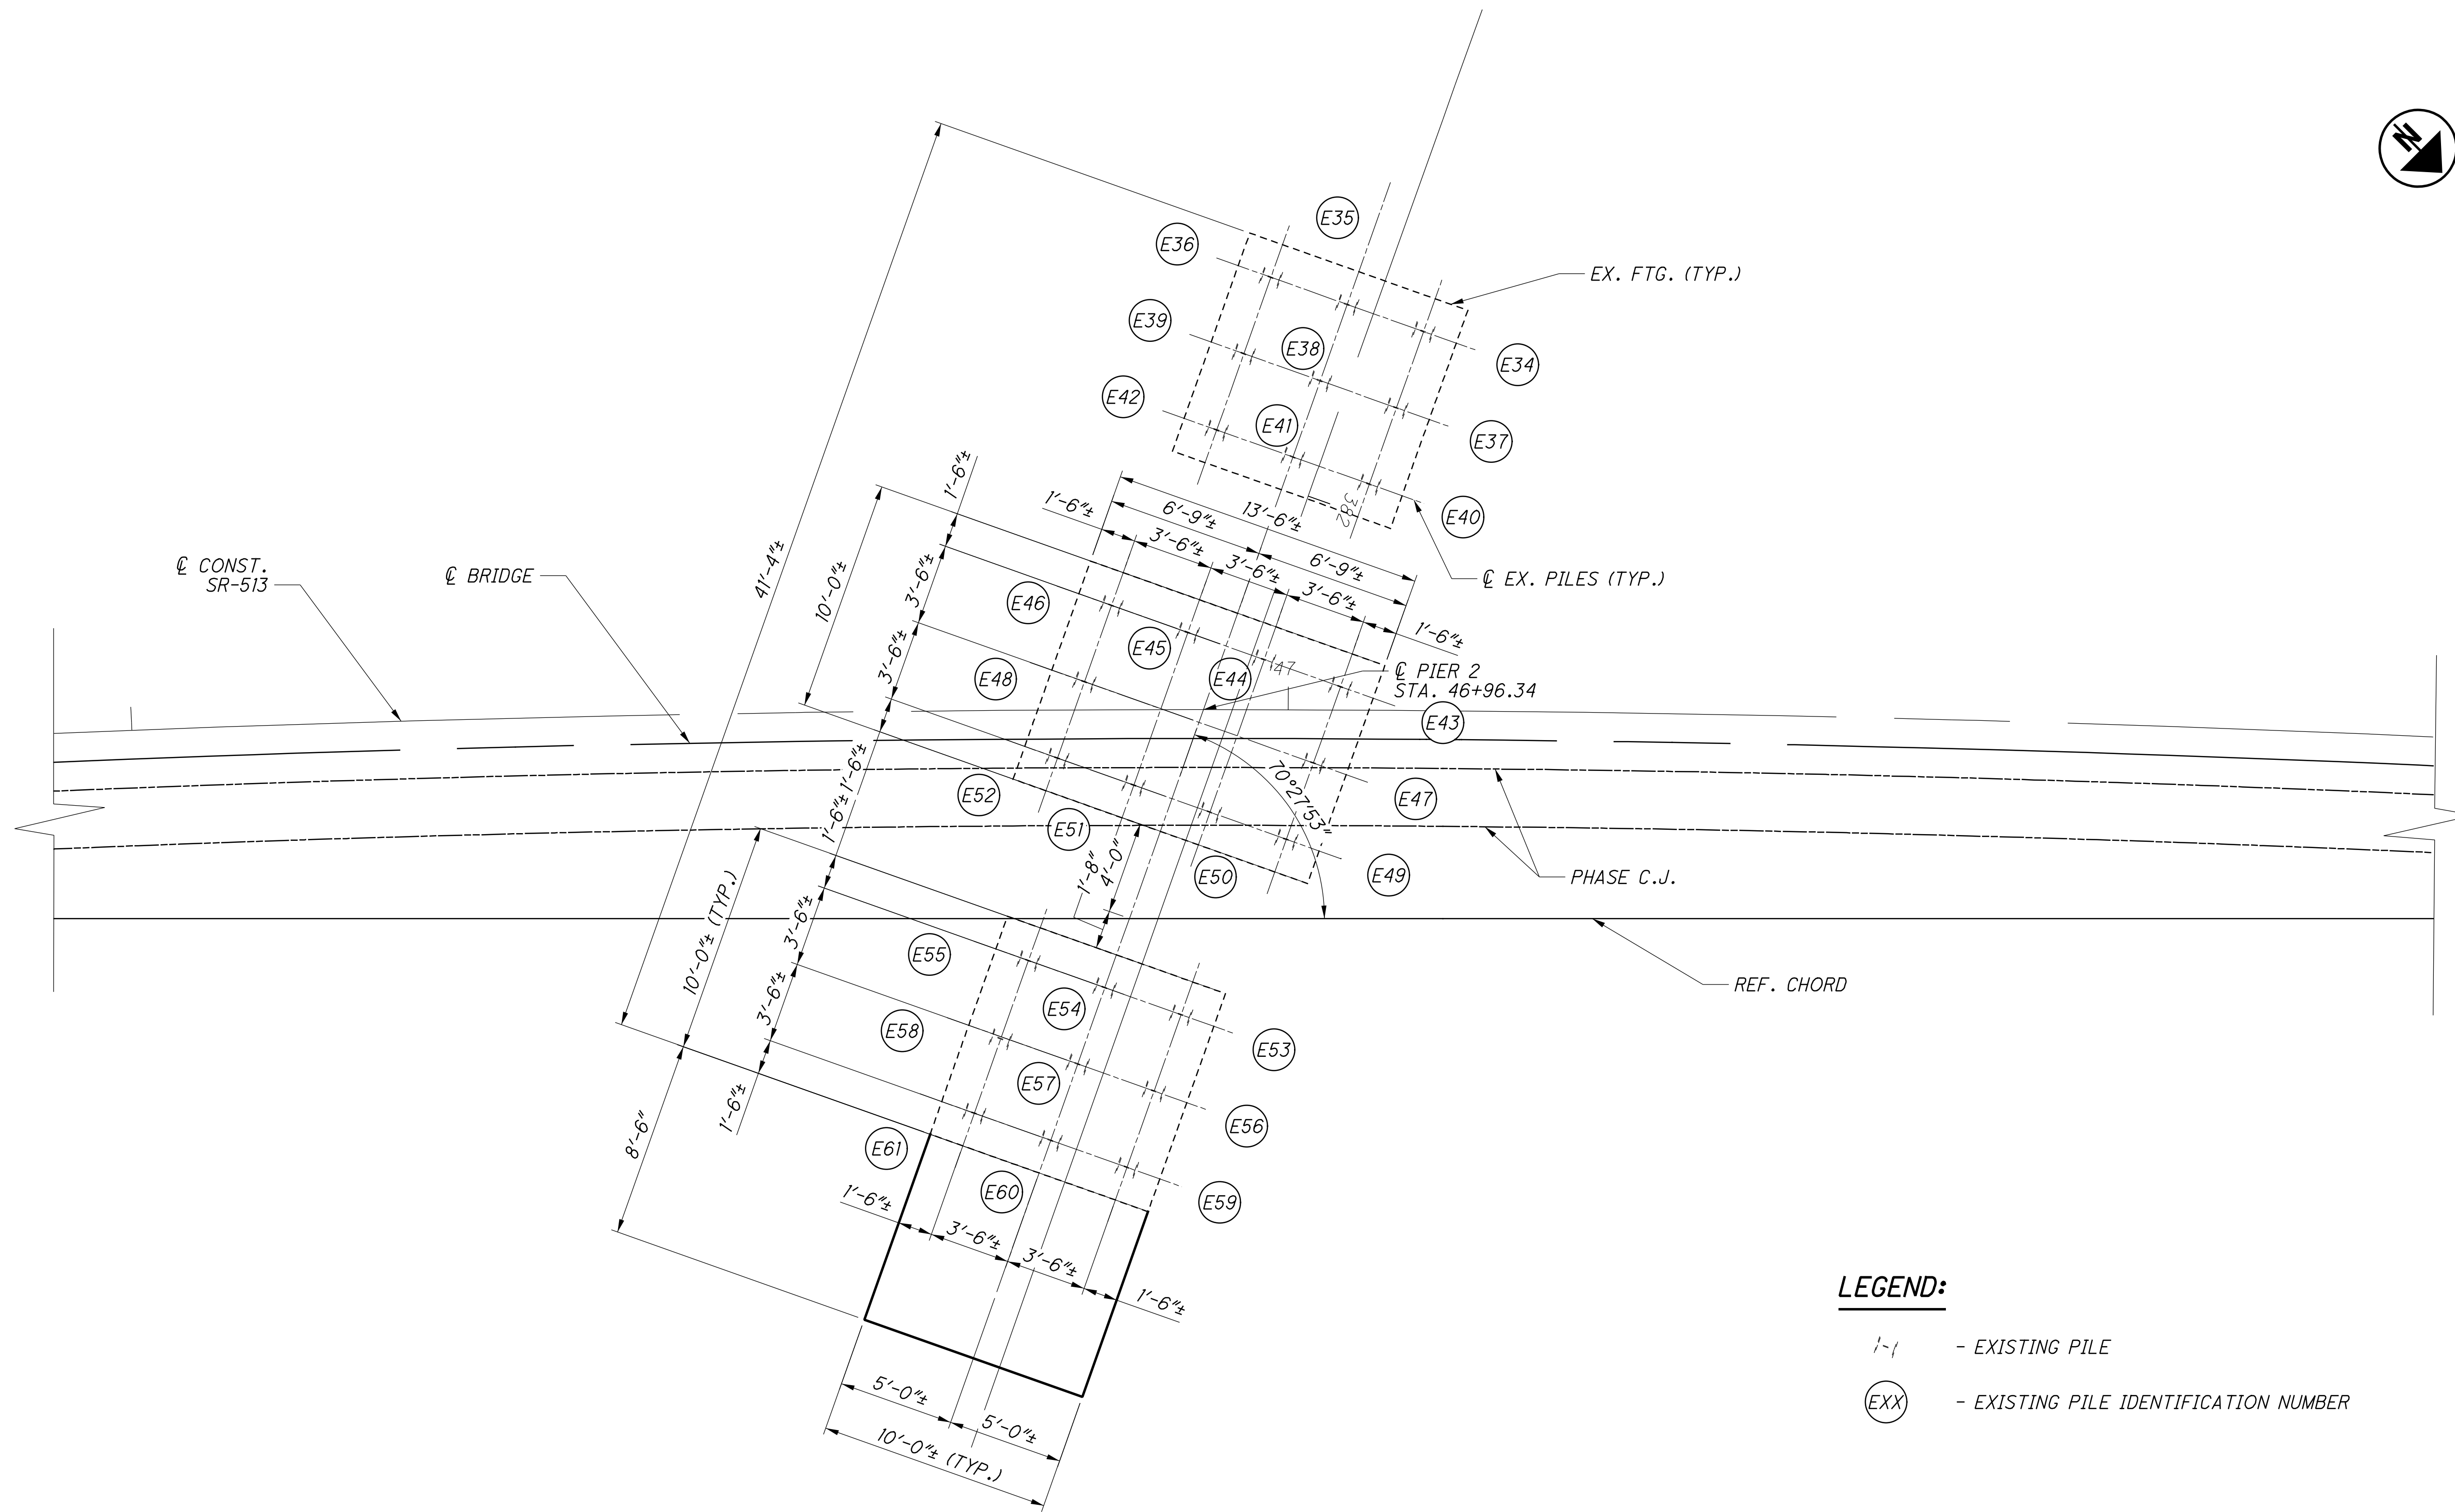 N
E35
E36
EX. FTG. (TYP.)
E39
E38
E34
E42
E41
E37
41'-4"±
1'-6"±
1'-6"±
13'-6"±
6'-9"±
382
E40
3'-6"±
3'-6"±
6'-9"±
℄ EX. PILES (TYP.)
10'-0"±
3'-6"±
3'-6"±
1'-6"±
℄ CONST.
SR-513
℄ BRIDGE
E46
E45
3'-6"±
E48
E44
47
℄ PIER 2
STA. 46+96.34
E43
1'-6"±
1'-6"±
E52
E51
70°27'53"
E47
1'-8"
4'-0"
E50
E49
PHASE C.J.
10'-0"± (TYP.)
3'-6"±
E55
REF. CHORD
3'-6"±
E58
E54
E53
E57
1'-6"±
E56
8'-6"
E61
E60
E59
1'-6"±
3'-6"±
3'-6"±
1'-6"±
5'-0"±
5'-0"±
10'-0"± (TYP.)
LEGEND:
- EXISTING PILE
EXX - EXISTING PILE IDENTIFICATION NUMBER